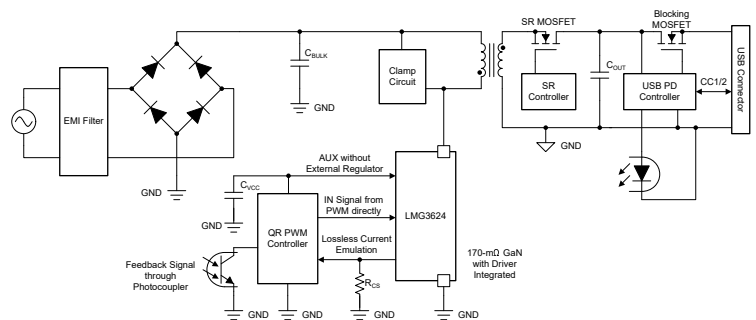 SR MOSFET
Blocking
MOSFET
CBULK
Clamp
Circuit
COUT
SR
Controller
USB PD
Controller
CC1/2
USB Connector
EMI Filter
GND
GND
GND
AUX without
External Regulator
CVCC
IN Signal from
PWM directly
LMG3624
GND
QR PWM
Controller
Lossless Current
Emulation
170-mΩ GaN
with Driver
Integrated
Feedback Signal
through
Photocoupler
RCS
GND
GND
GND
GND